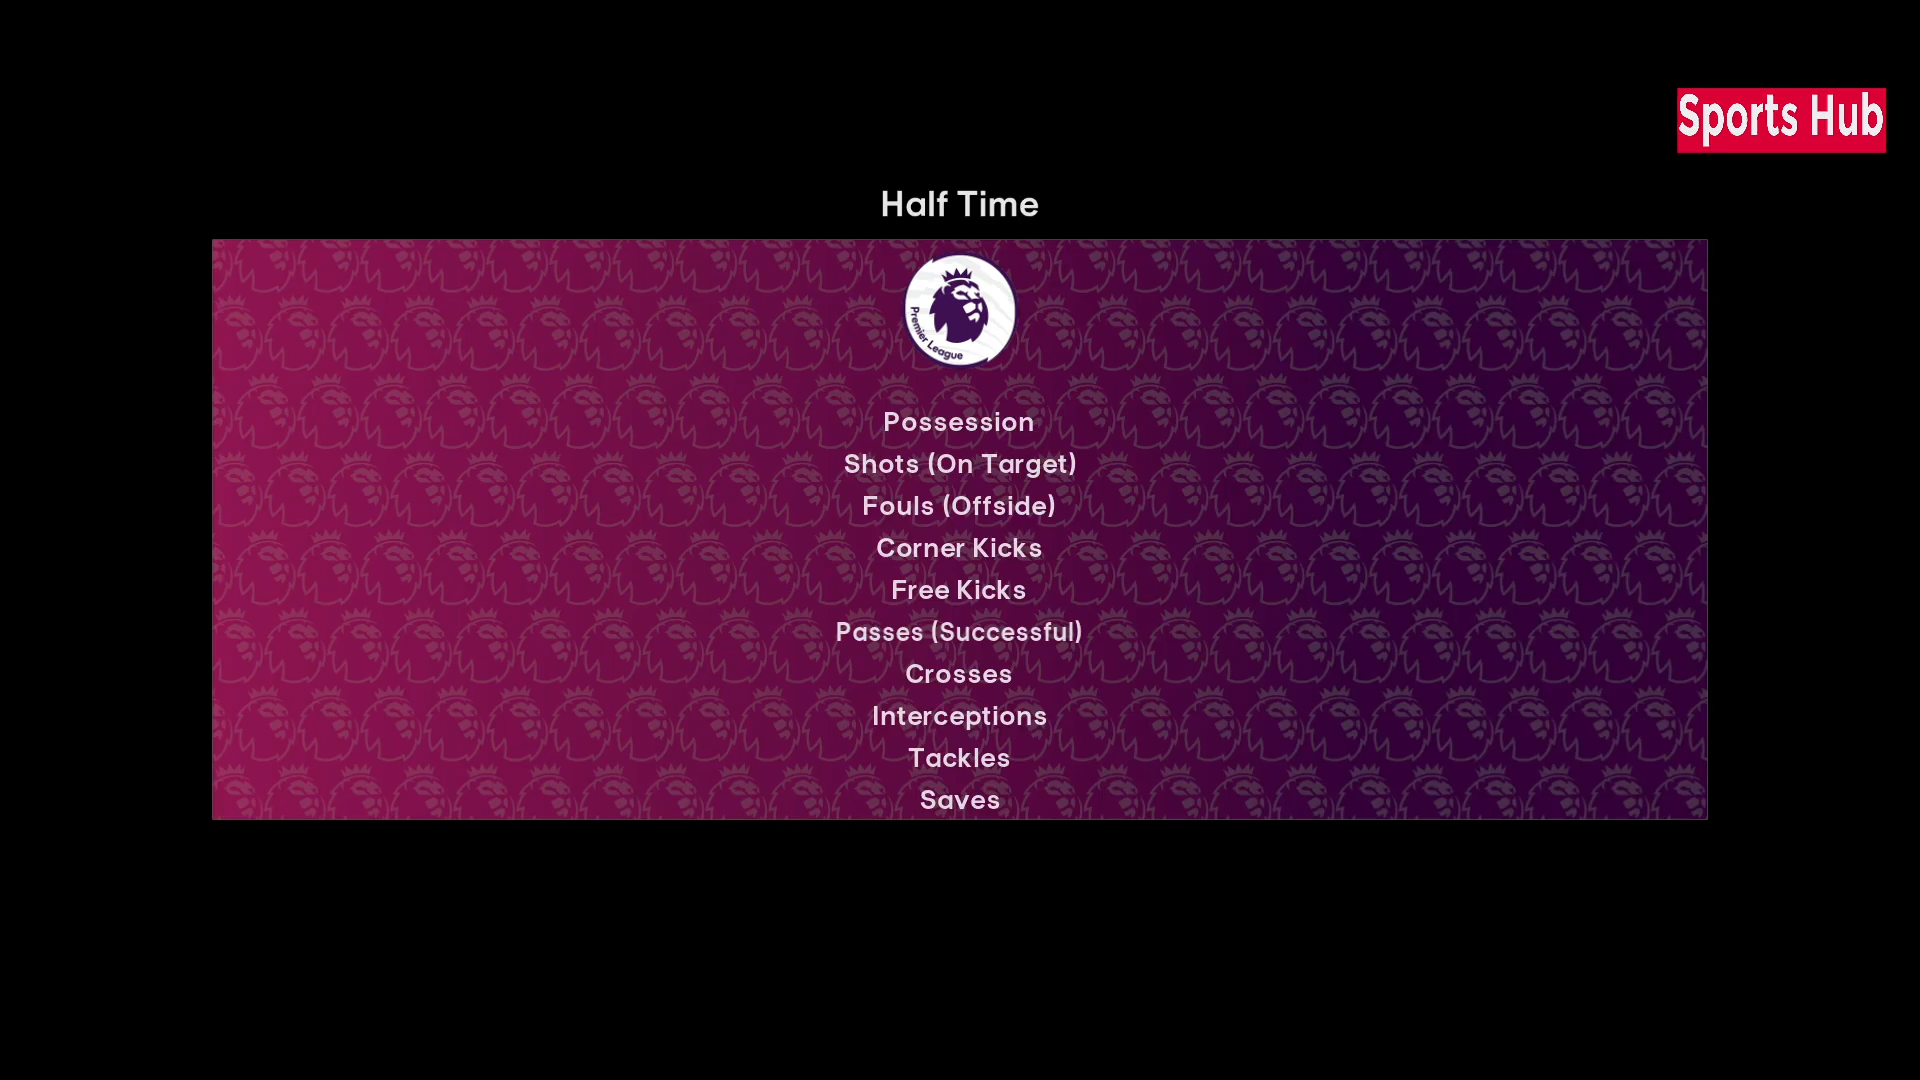 Sports Hub
Half Time
Premier League
Possession
Shots (On Target)
Fouls (Offside)
Corner Kicks
Free Kicks
Passes (Successful)
Crosses
Interceptions
Tackles
Saves